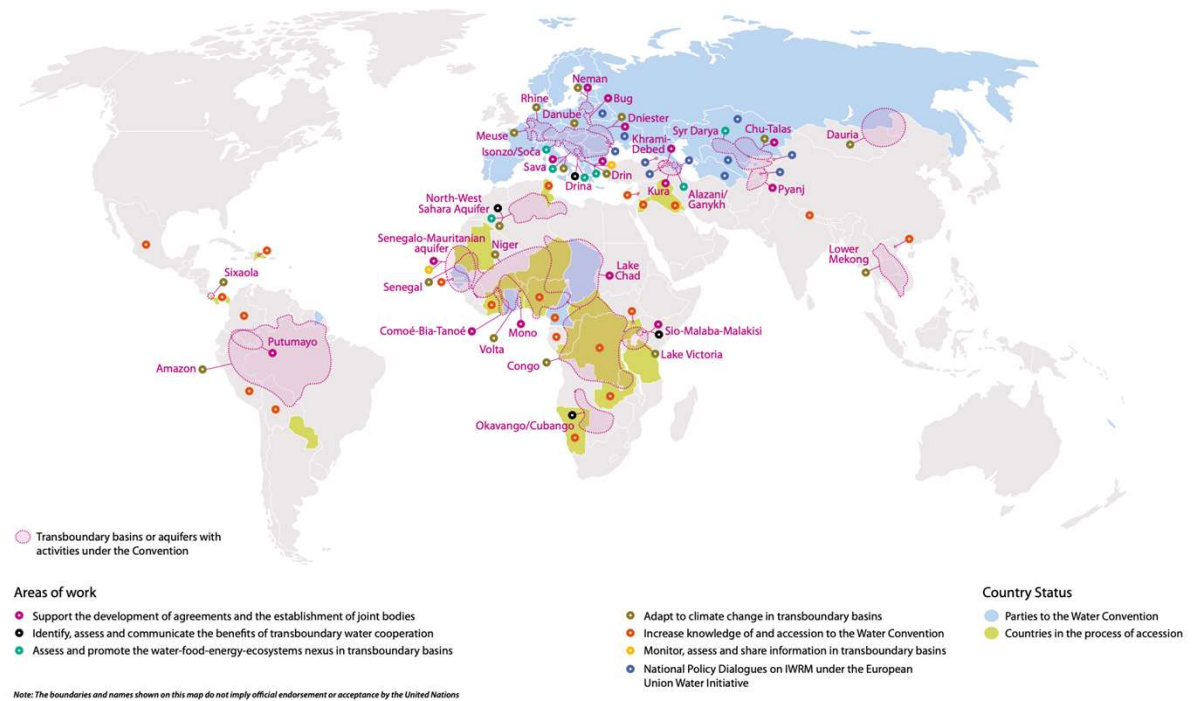 Neman
Rhine
Bug
Danube
Dniester
Meuse
Khrami-
Debed
Syr Darya
Chu-Talas
Dauria
Isonzo/Soča
Sava
Drina
Drin
Kura
Alazani/
Ganykh
Pyanj
North-West
Sahara Aquifer
Senegalo-Mauritanian
aquifer
Niger
Lake
Chad
Lower
Mekong
Sixaola
Senegal
Comoé-Bia-Tanoé
Mono
Volta
Sio-Malaba-Malakisi
Lake Victoria
Putumayo
Amazon
Congo
Okavango/Cubango
Transboundary basins or aquifers with
activities under the Convention
Areas of work
Support the development of agreements and the establishment of joint bodies
Identify, assess and communicate the benefits of transboundary water cooperation
Assess and promote the water-food-energy-ecosystems nexus in transboundary basins
Adapt to climate change in transboundary basins
Increase knowledge of and accession to the Water Convention
Monitor, assess and share information in transboundary basins
National Policy Dialogues on IWRM under the European
Union Water Initiative
Country Status
Parties to the Water Convention
Countries in the process of accession
Note: The boundaries and names shown on this map do not imply official endorsement or acceptance by the United Nations